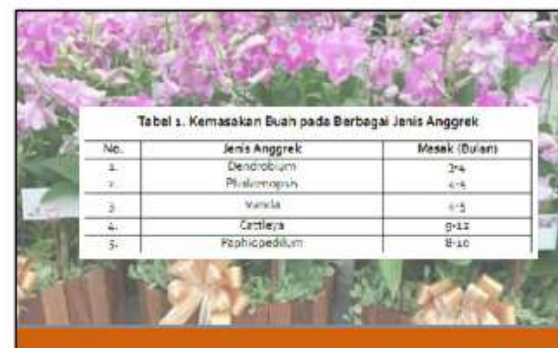 Tabel 1. Kemasakan Buah pada Berbagai Jenis Anggrek
No. Jenis Anggrek Masak (Bulan)
1. Dendrobium 3-4
2. Phalaenopsis
3. Vanda
4. Cattleya 9-12
5. Paphiopedilum 8-10